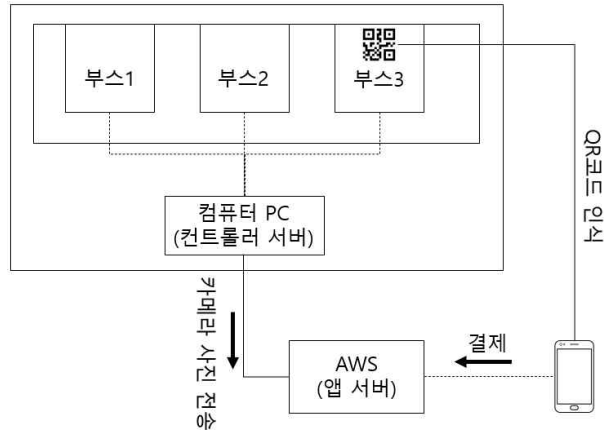 부스1
부스2
부스3
QR코드 인식
컴퓨터 PC
(컨트롤러 서버)
카메라 사진 전송
결제
AWS
(앱 서버)